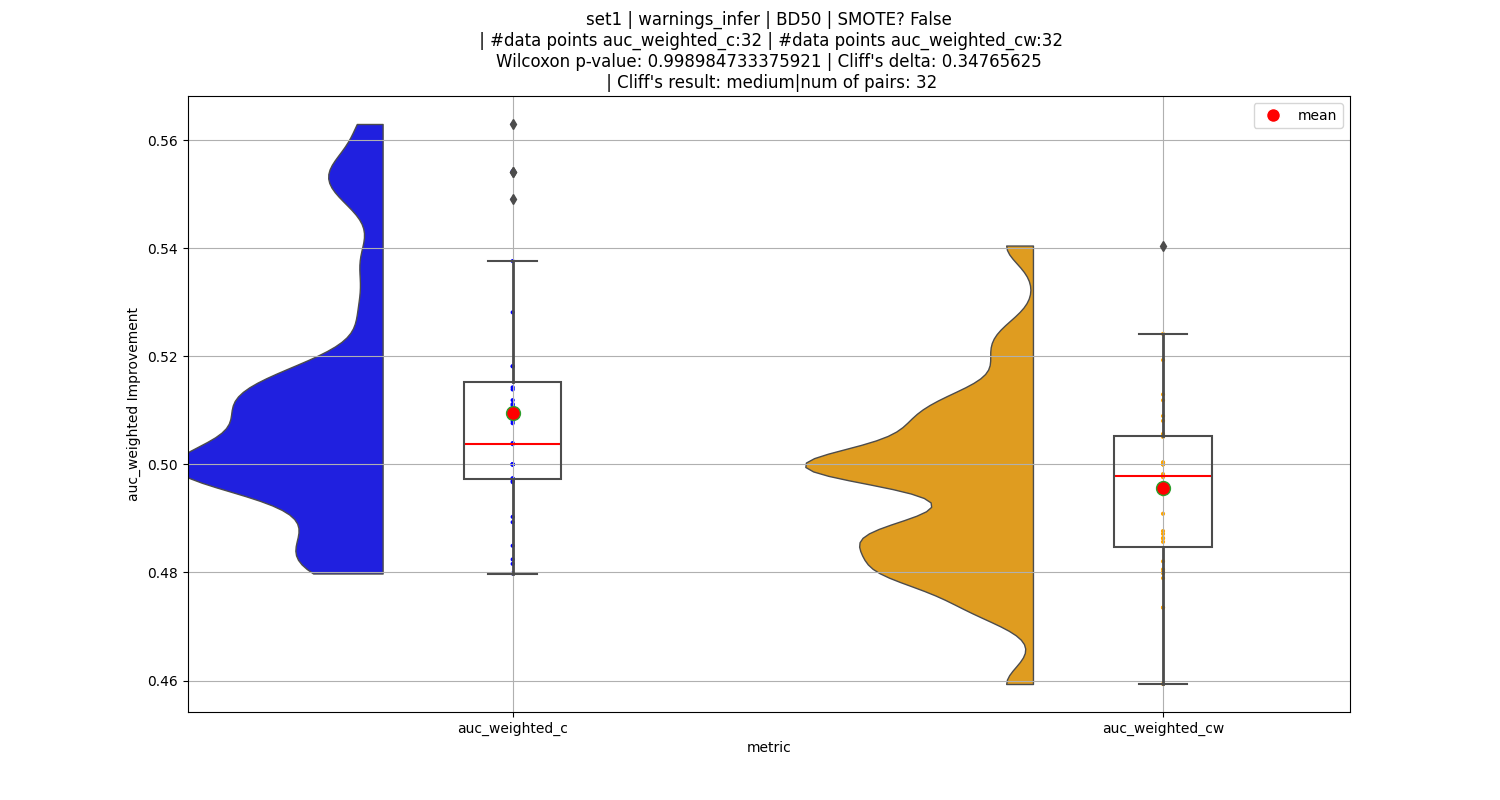 set1 | warnings_infer | BD50 | SMOTE? False
| #data points auc_weighted_c:32 | #data points auc_weighted_cw:32
Wilcoxon p-value: 0.998984733375921 | Cliff's delta: 0.34765625
| Cliff's result: medium|num of pairs: 32
mean
0.56
0.54
0.52
0.50
0.48
0.46
auc_weighted Improvement
auc_weighted_c
auc_weighted_cw
metric